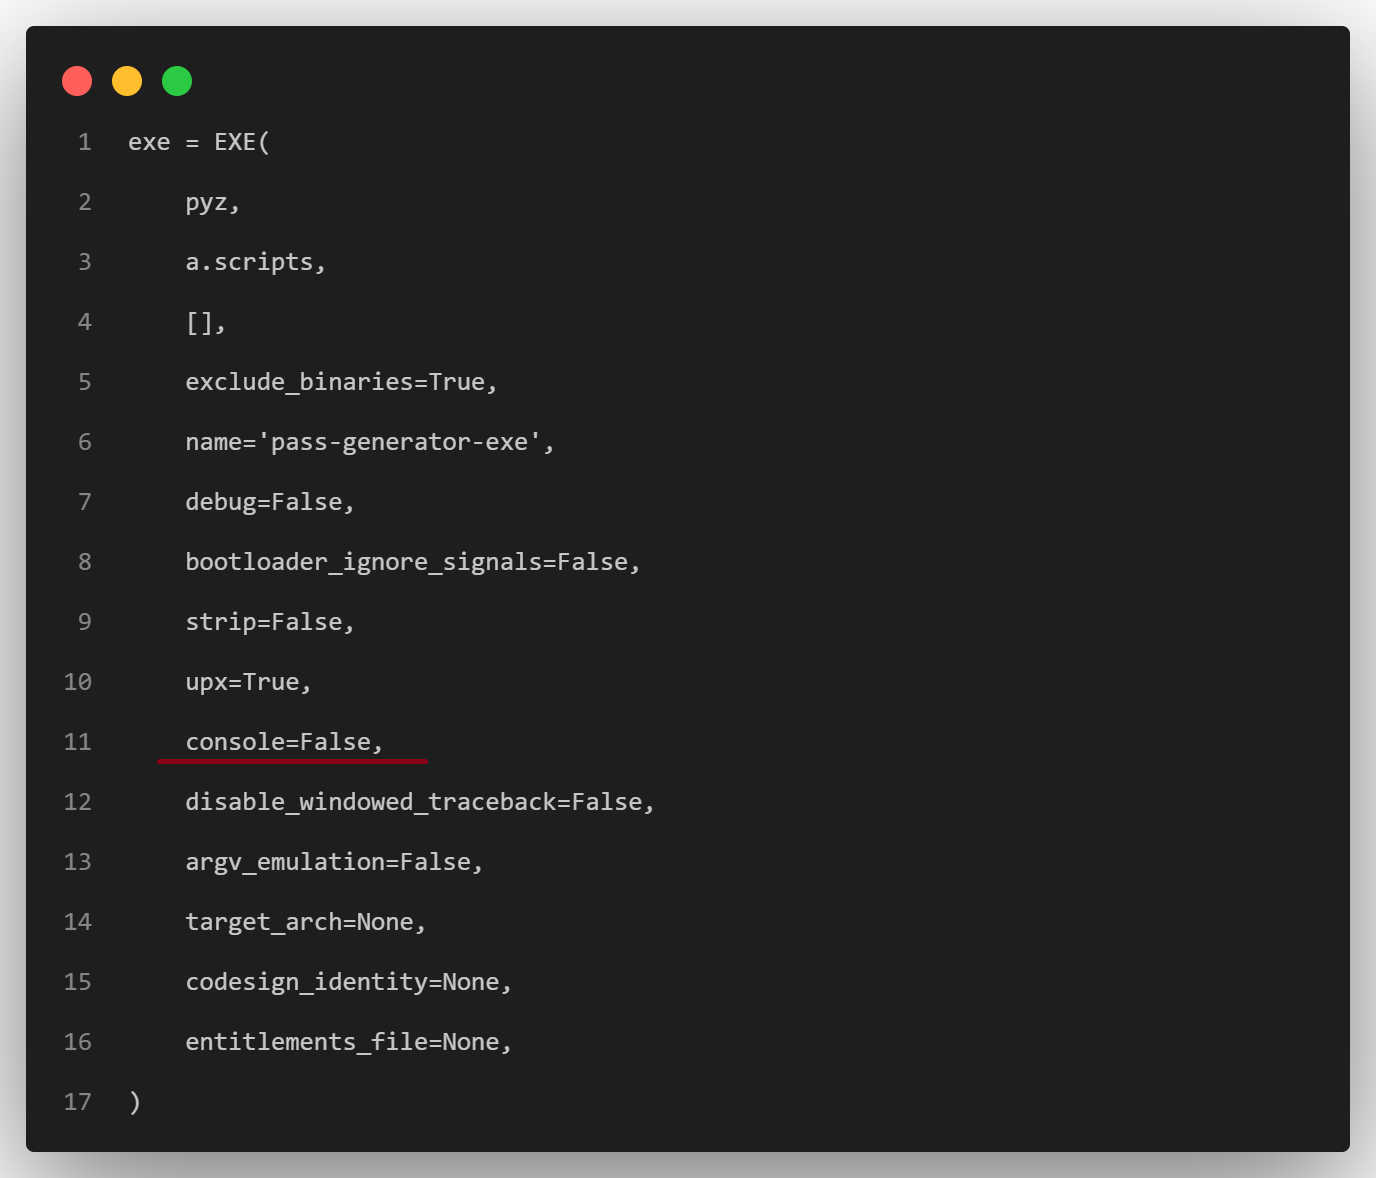 1 exe = EXE(
2 pyz,
3 a.scripts,
4 [],
5 exclude_binaries=True,
6 name='pass-generator-exe',
7 debug=False,
8 bootloader_ignore_signals=False,
9 strip=False,
10 upx=True,
11 console=False,
12 disable_windowed_traceback=False,
13 argv_emulation=False,
14 target_arch=None,
15 codesign_identity=None,
16 entitlements_file=None,
17 )